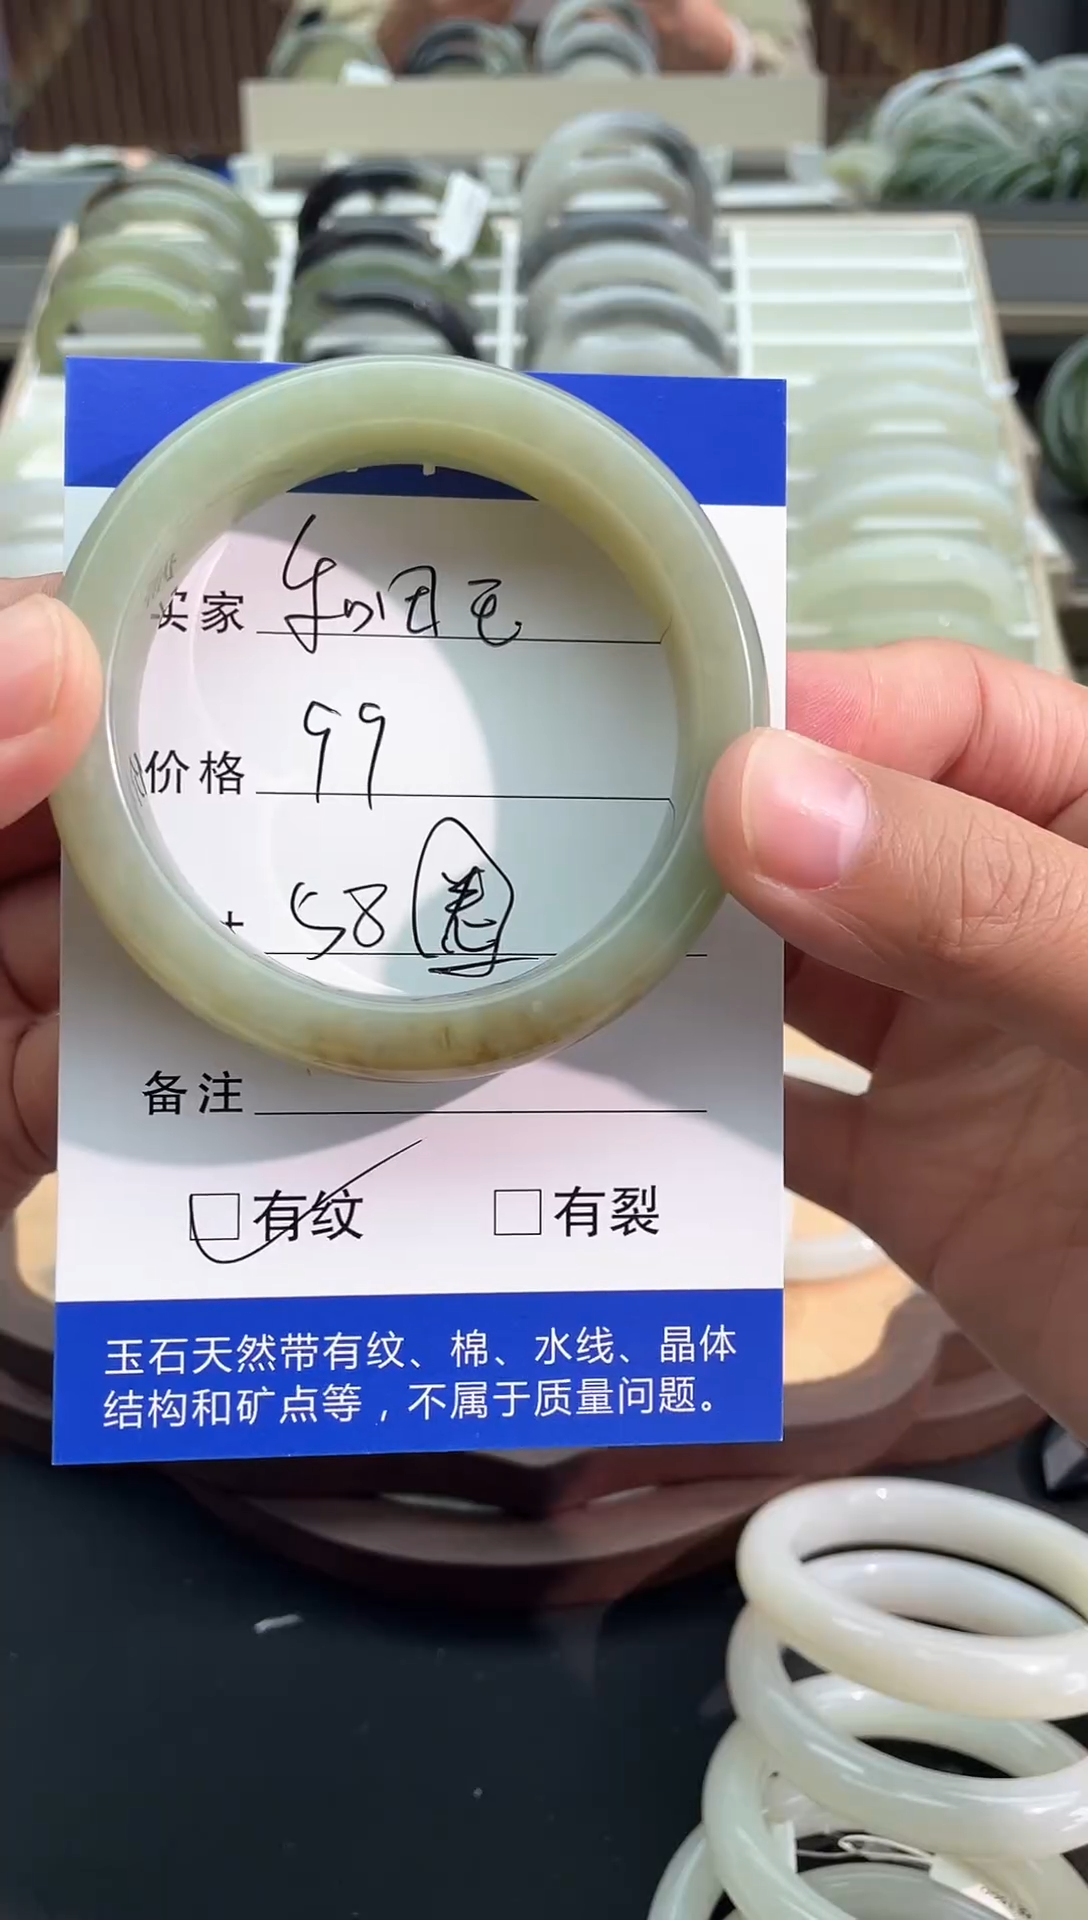 买家
价格 99
58 圈
备注
有纹 有裂
玉石天然带有纹、棉、水线、晶体
结构和矿点等，不属于质量问题。